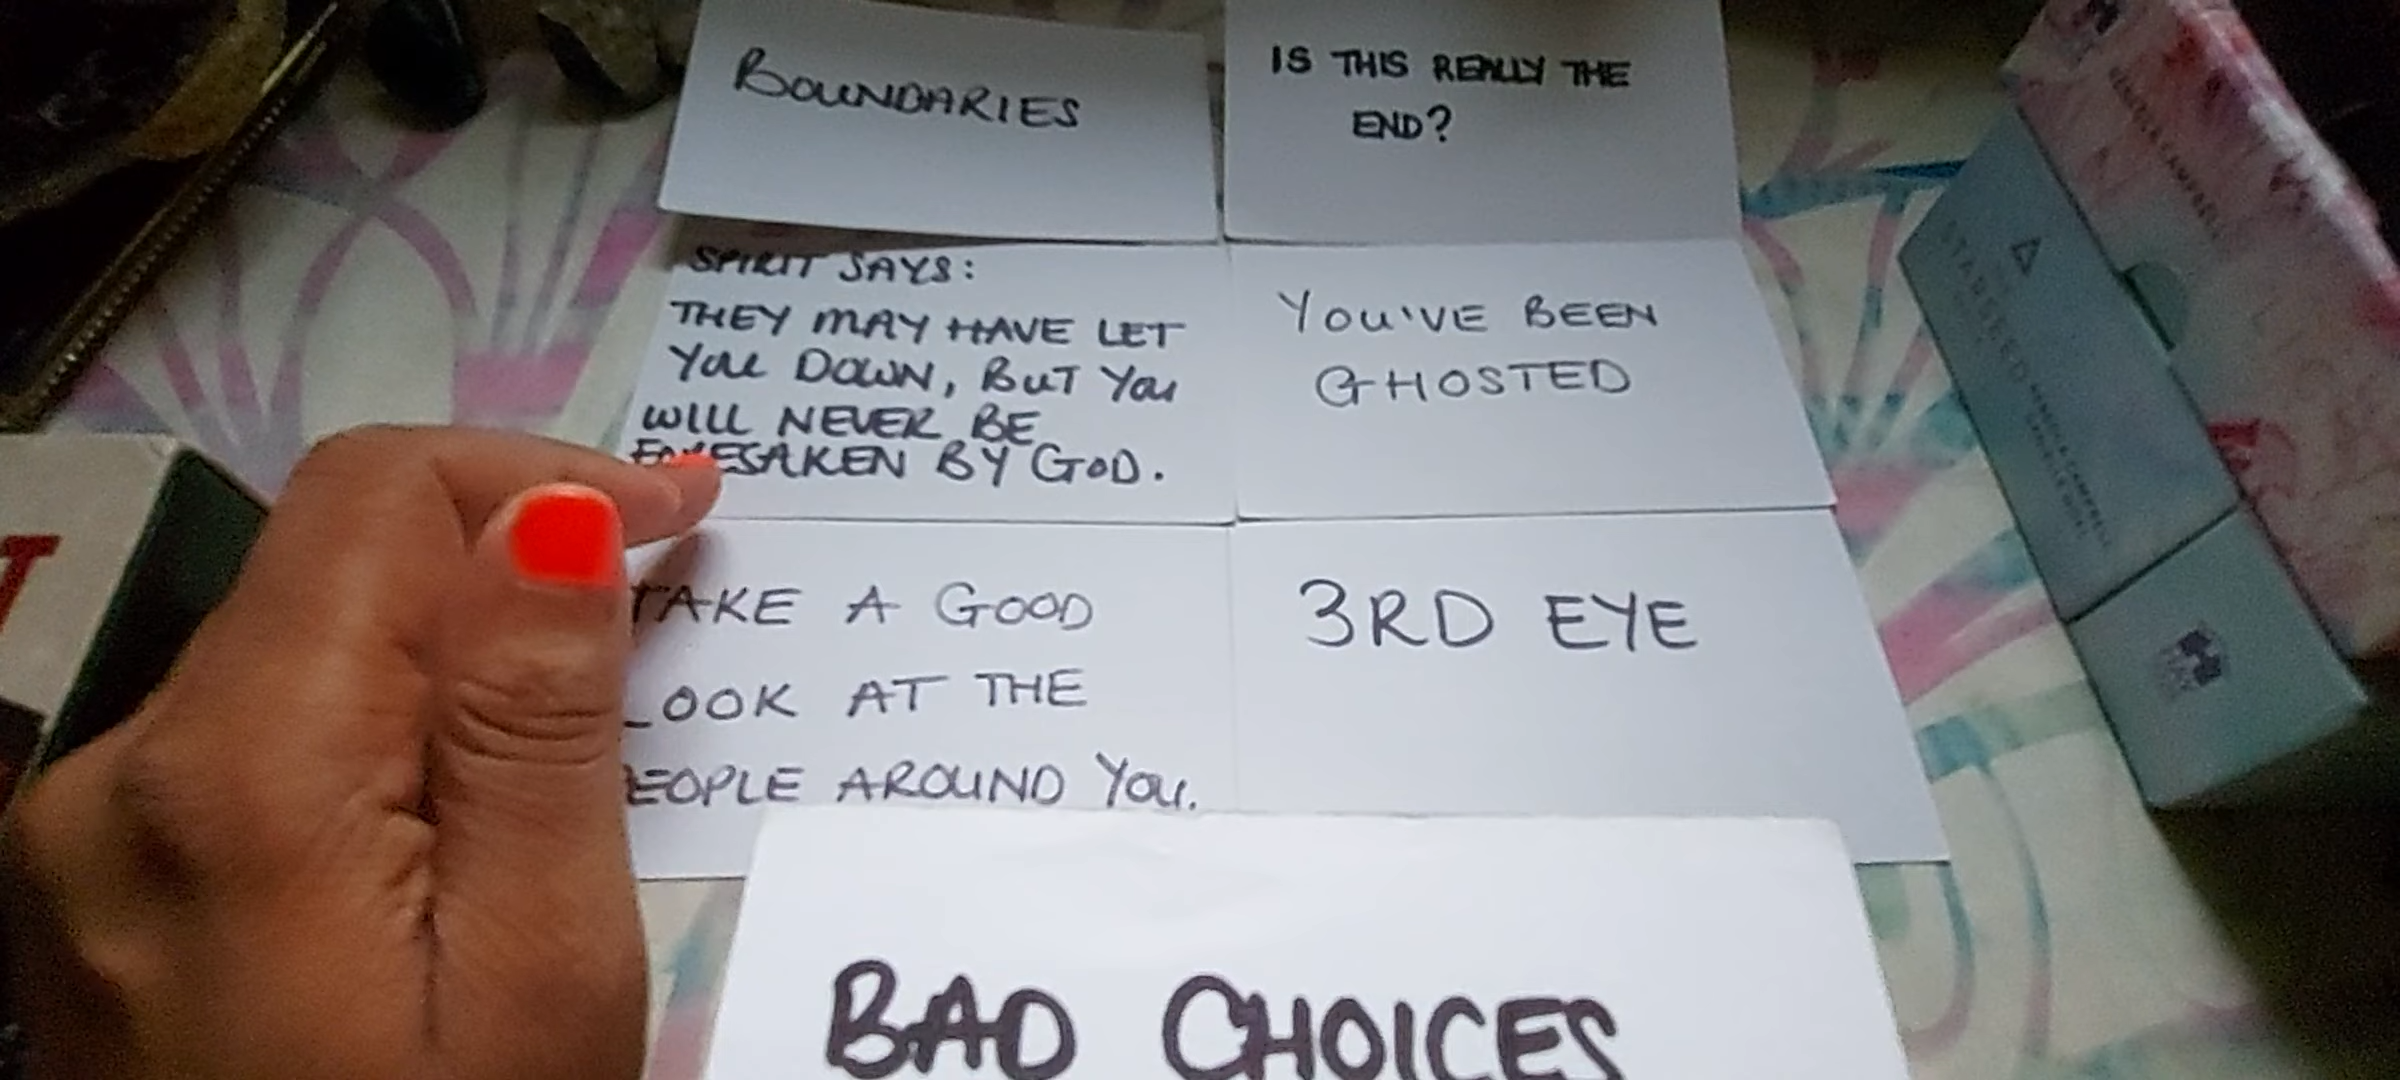 BOUNDARIES
IS THIS REALLY THE
END?
SPIRIT SAYS:
THEY MAY HAVE LET
YOU DOWN, BUT YOU
WILL NEVER BE
BY GOD.
YOU'VE BEEN
GHOSTED
TAKE A GOOD
LOOK AT THE
PEOPLE AROUND YOU.
3RD EYE
BAD CHOICES
STARSEED